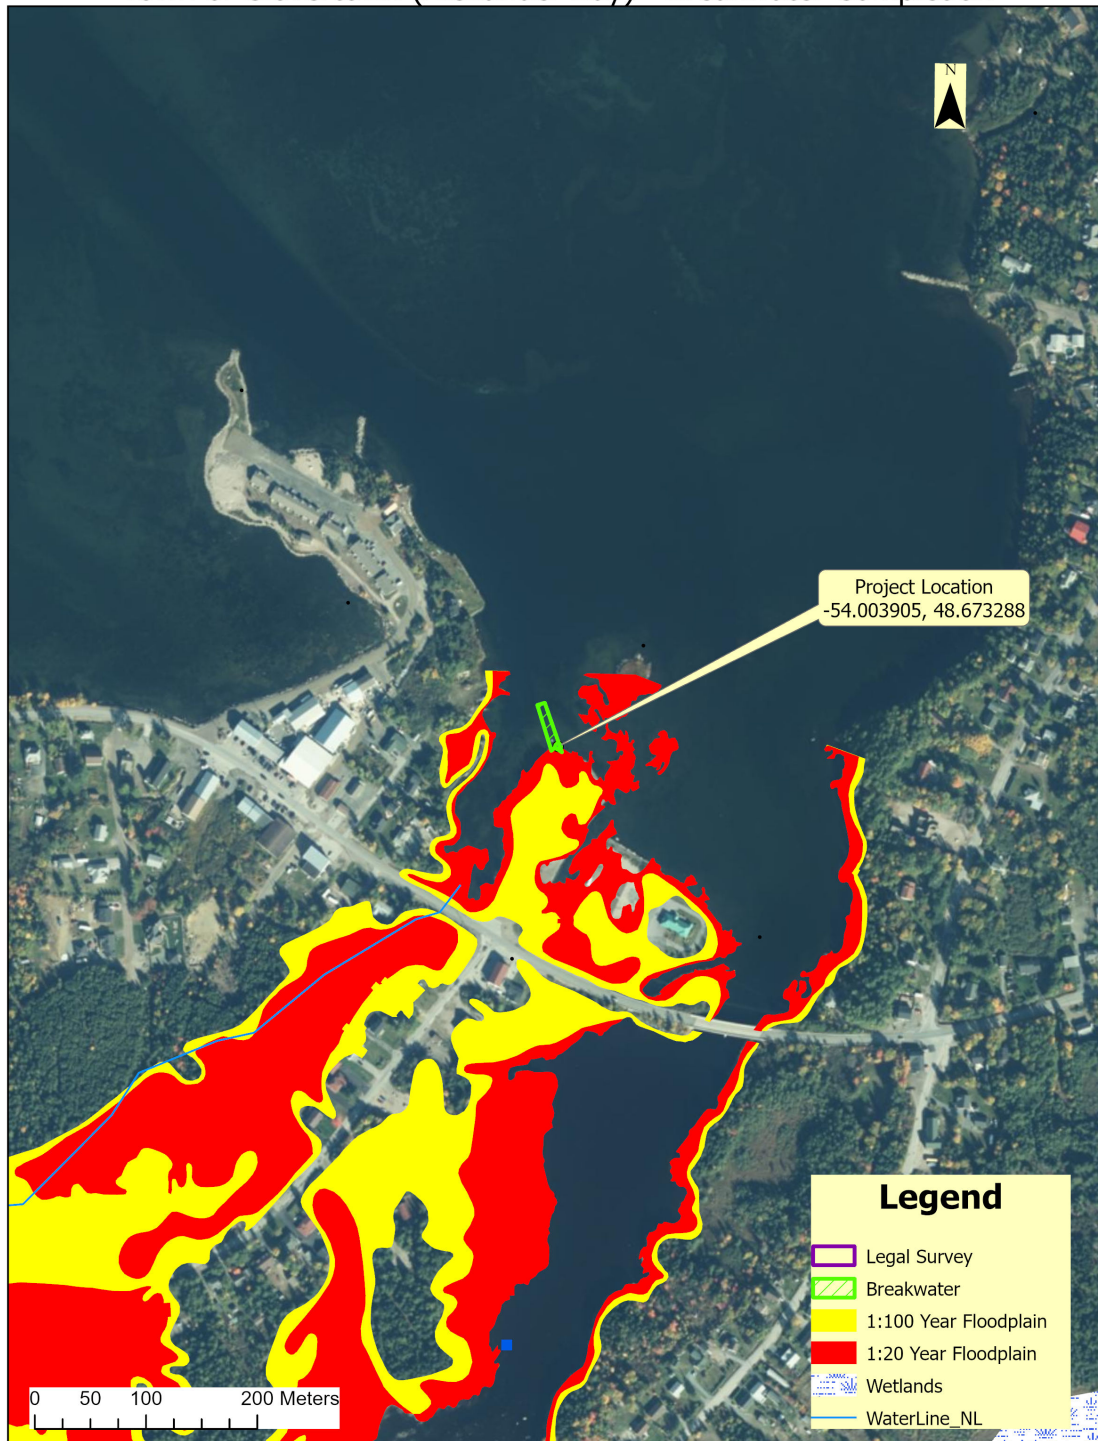 N
Project Location
-54.003905, 48.673288
Legend
Legal Survey
Breakwater
1:100 Year Floodplain
1:20 Year Floodplain
Wetlands
WaterLine_NL
0 50 100 200 Meters